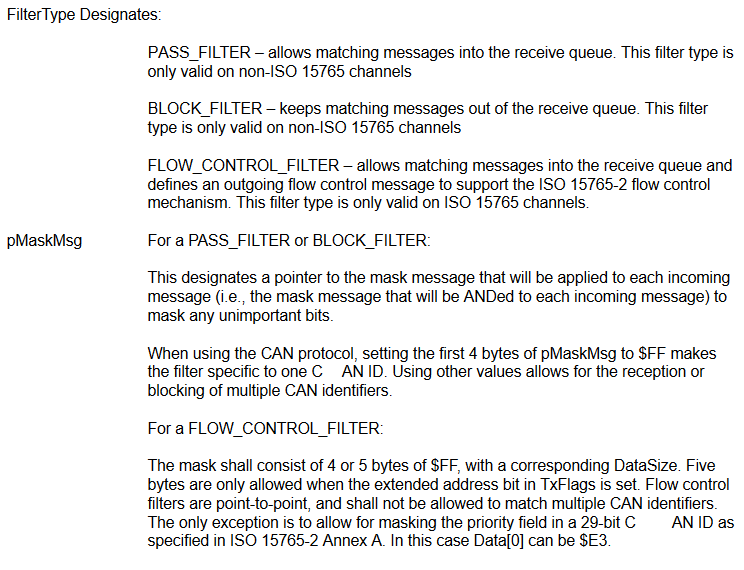 FilterType Designates:
PASS_FILTER – allows matching messages into the receive queue. This filter type is
only valid on non-ISO 15765 channels
BLOCK_FILTER – keeps matching messages out of the receive queue. This filter
type is only valid on non-ISO 15765 channels
FLOW_CONTROL_FILTER – allows matching messages into the receive queue and
defines an outgoing flow control message to support the ISO 15765-2 flow control
mechanism. This filter type is only valid on ISO 15765 channels.
pMaskMsg For a PASS_FILTER or BLOCK_FILTER:
This designates a pointer to the mask message that will be applied to each incoming
message (i.e., the mask message that will be ANDed to each incoming message) to
mask any unimportant bits.
When using the CAN protocol, setting the first 4 bytes of pMaskMsg to $FF makes
the filter specific to one C AN ID. Using other values allows for the reception or
blocking of multiple CAN identifiers.
For a FLOW_CONTROL_FILTER:
The mask shall consist of 4 or 5 bytes of $FF, with a corresponding DataSize. Five
bytes are only allowed when the extended address bit in TxFlags is set. Flow control
filters are point-to-point, and shall not be allowed to match multiple CAN identifiers.
The only exception is to allow for masking the priority field in a 29-bit C AN ID as
specified in ISO 15765-2 Annex A. In this case Data[0] can be $E3.